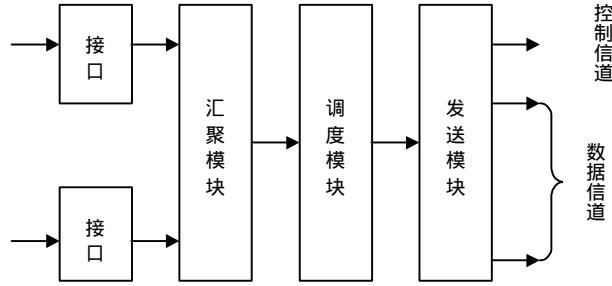 接口
接口
汇聚模块
调度模块
发送模块
控制信道
数据信道